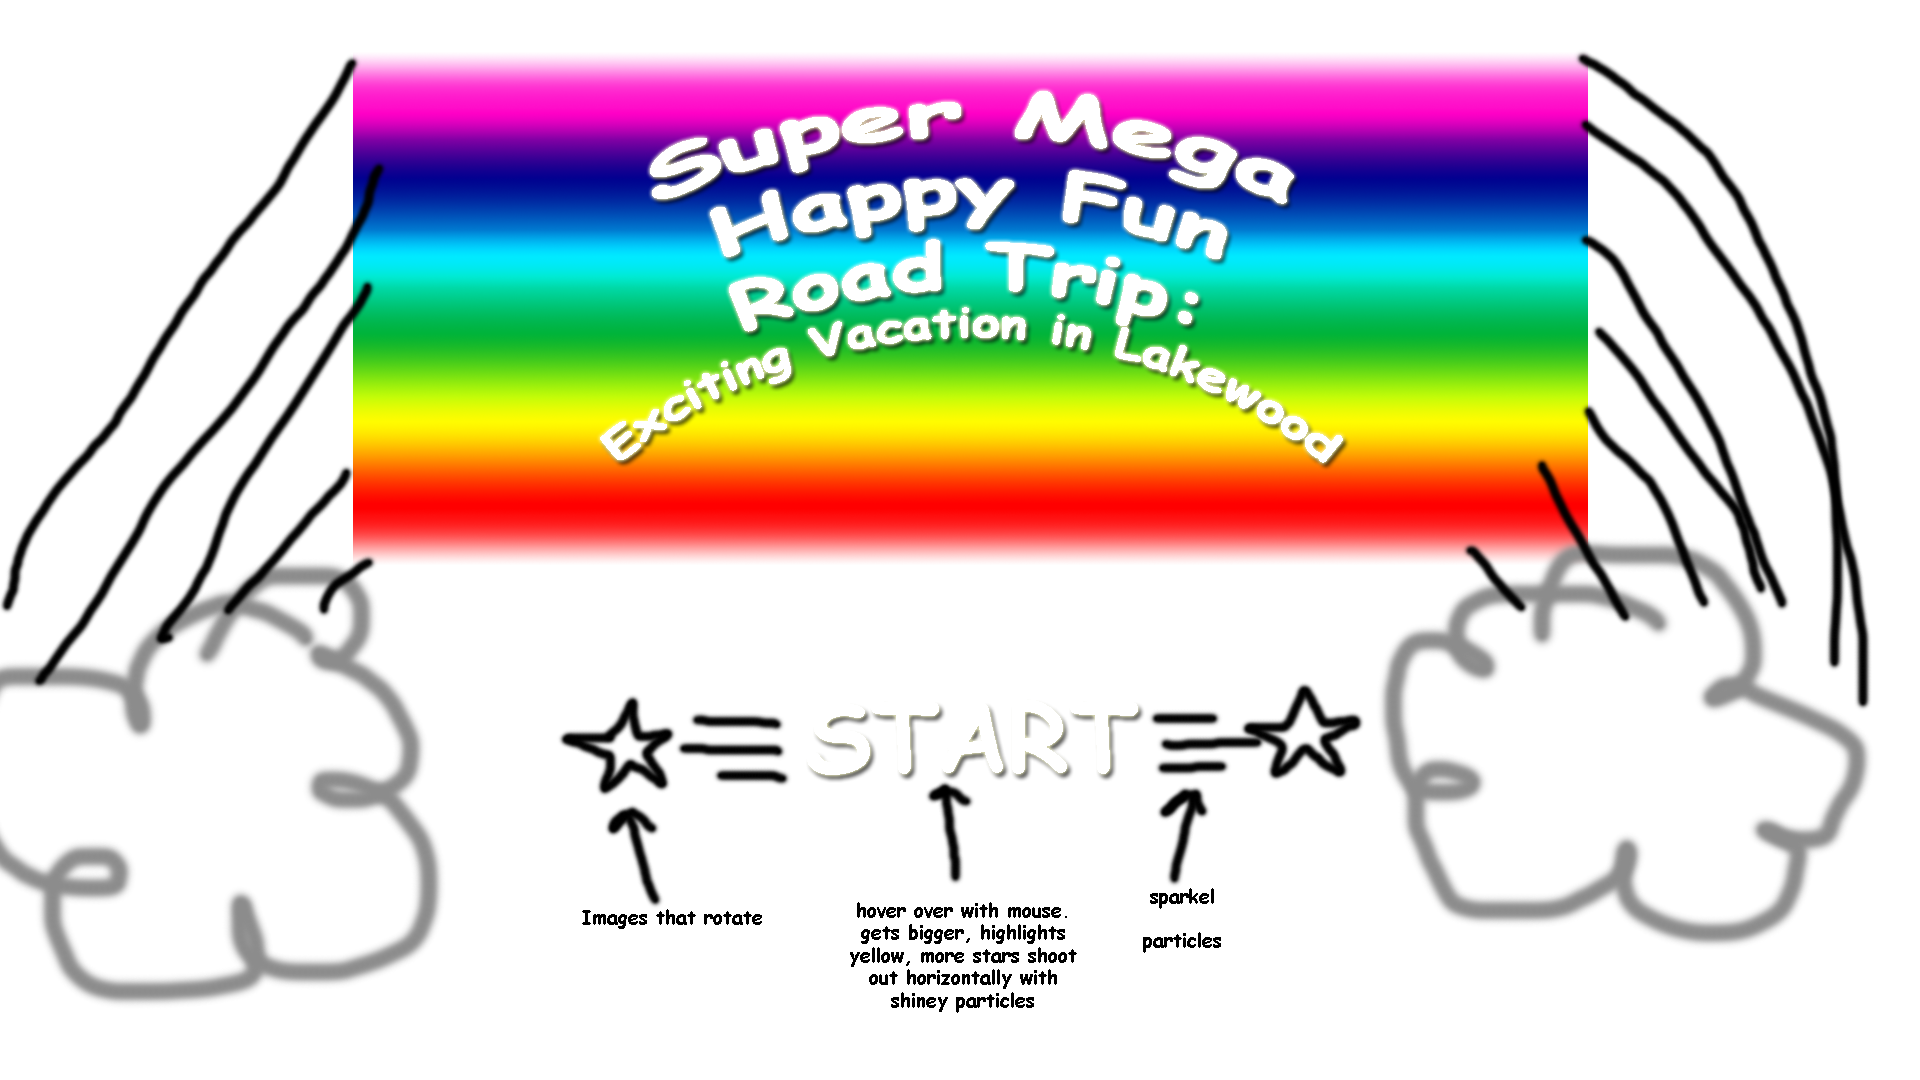 Super Mega
Happy Fun
Road Trip:
Exciting Vacation in Lakewood
START
Images that rotate
hover over with mouse.
gets bigger, highlights
yellow, more stars shoot
out horizontally with
shiney particles
sparkel
particles